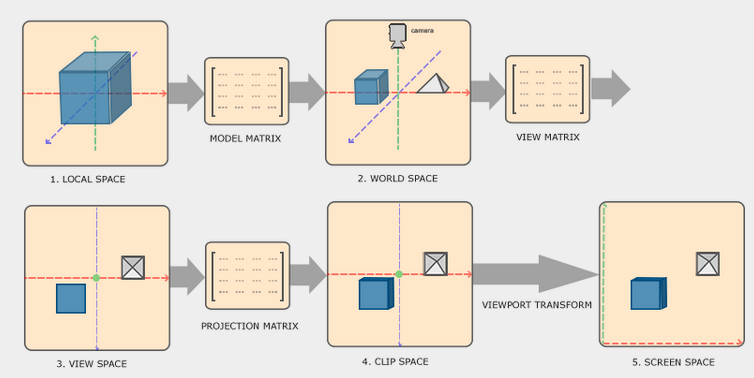 camera
MODEL MATRIX
VIEW MATRIX
1. LOCAL SPACE
2. WORLD SPACE
VIEWPORT TRANSFORM
PROJECTION MATRIX
3. VIEW SPACE
4. CLIP SPACE
5. SCREEN SPACE